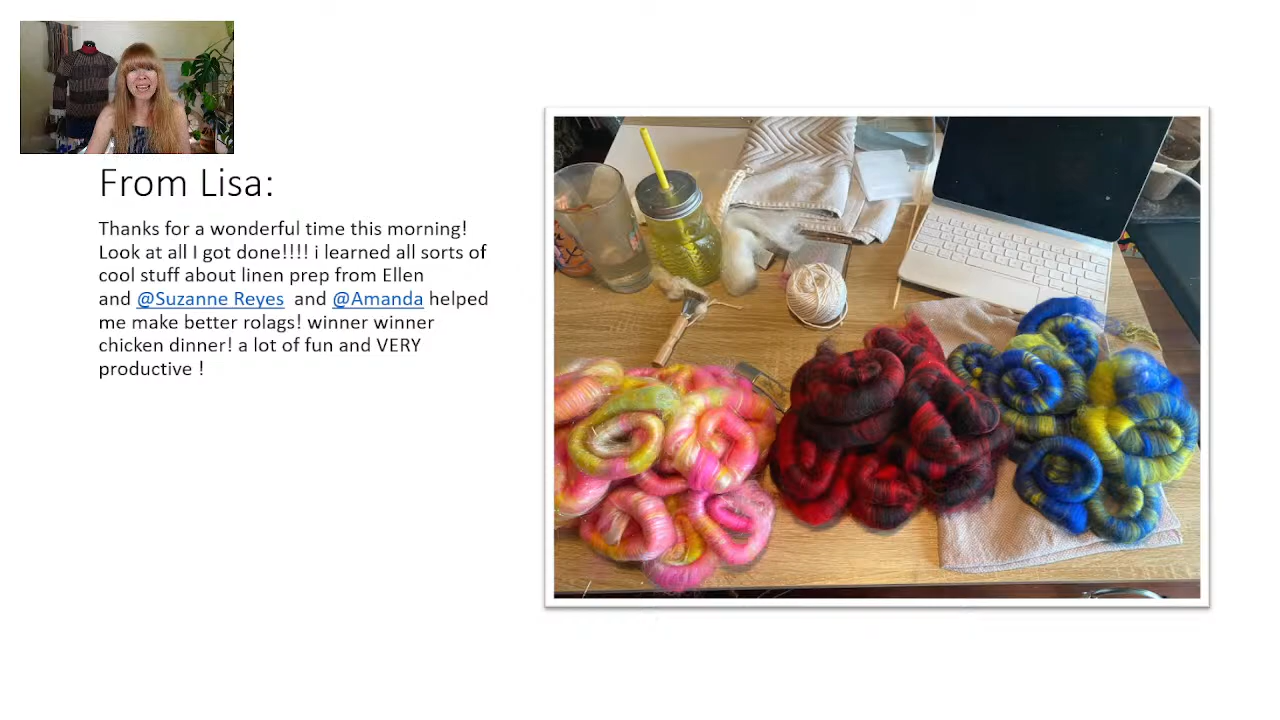 From Lisa:
Thanks for a wonderful time this morning!
Look at all I got done!!!! i learned all sorts of
cool stuff about linen prep from Ellen
and @Suzanne Reyes and @Amanda helped
me make better rolags! winner winner
chicken dinner! a lot of fun and VERY
productive !